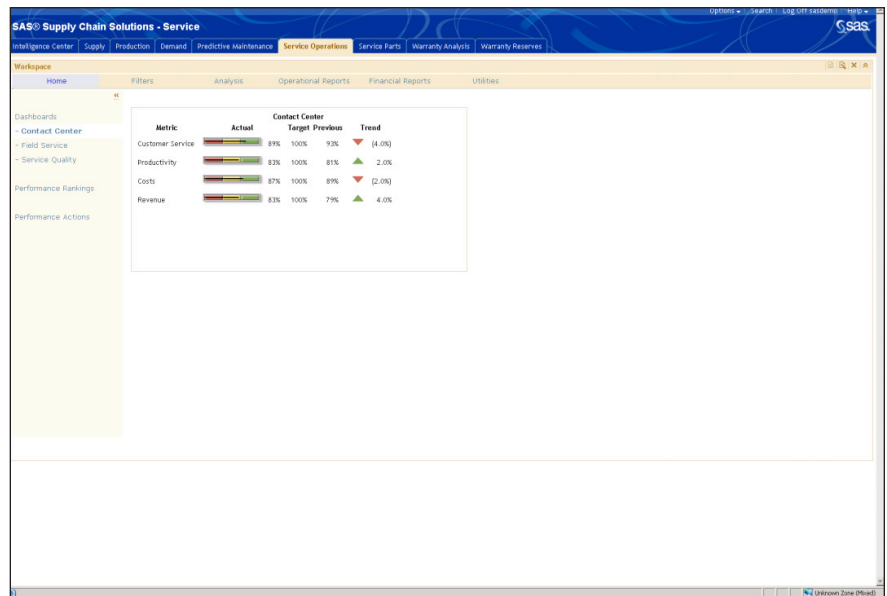 Options Search Log Off sasdemo Help
SAS® Supply Chain Solutions - Service
sas
Intelligence Center Supply Production Demand Predictive Maintenance Service Operations Service Parts Warranty Analysis Warranty Reserves
Workspace
Home Filters Analysis Operational Reports Financial Reports Utilities
«
Dashboards
- Contact Center
- Field Service
- Service Quality
Performance Rankings
Performance Actions
Contact Center
Metric Actual Target Previous Trend
Customer Service 89% 100% 93% (4.0%)
Productivity 83% 100% 81% 2.0%
Costs 87% 100% 89% (2.0%)
Revenue 83% 100% 79% 4.0%
Unknown Zone (Mixed)